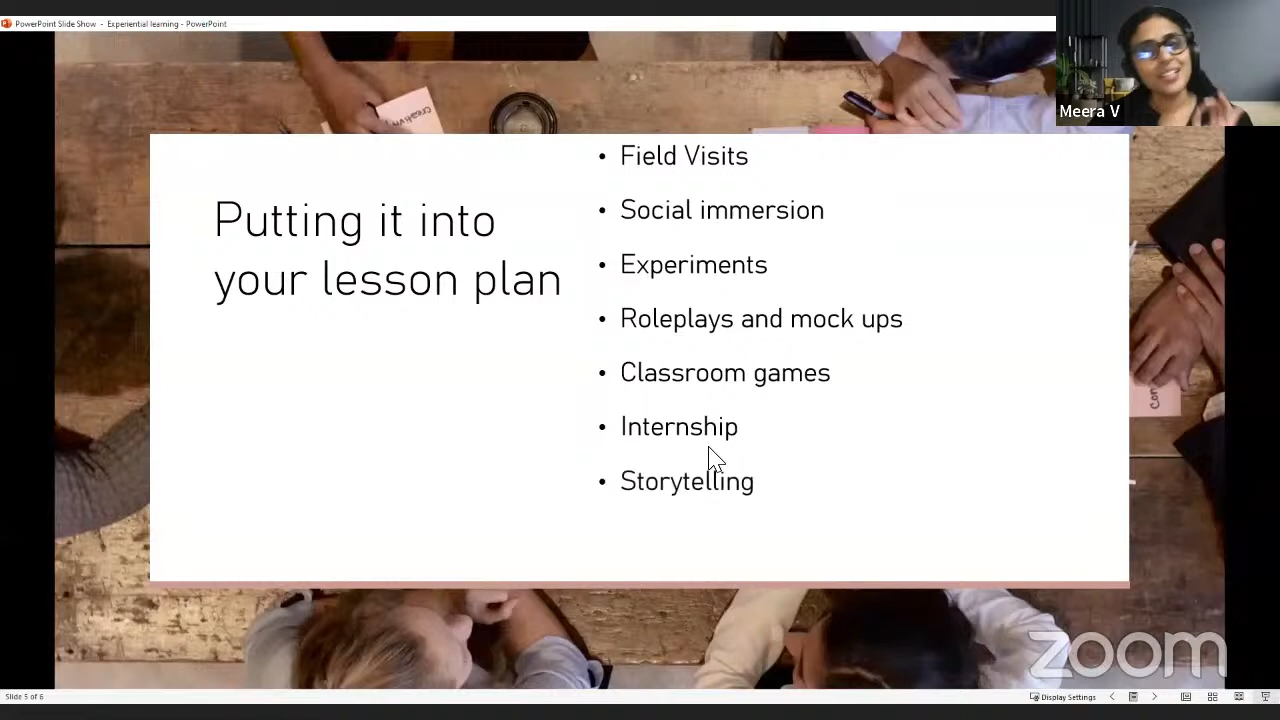 PowerPoint Slide Show - Experiential learning - PowerPoint
Meera V
Putting it into
your lesson plan
• Field Visits
• Social immersion
• Experiments
• Roleplays and mock ups
• Classroom games
• Internship
• Storytelling
zoom
Slide 5 of 6
Display Settings